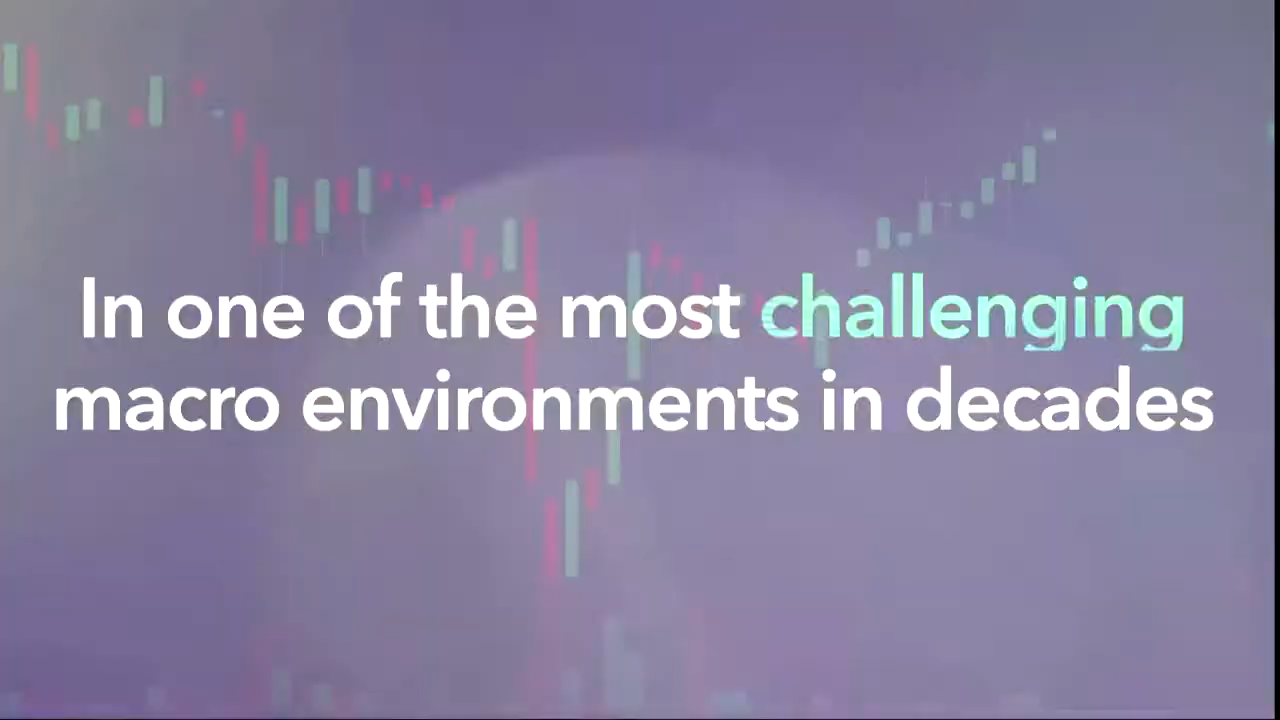 In one of the most challenging
macro environments in decades